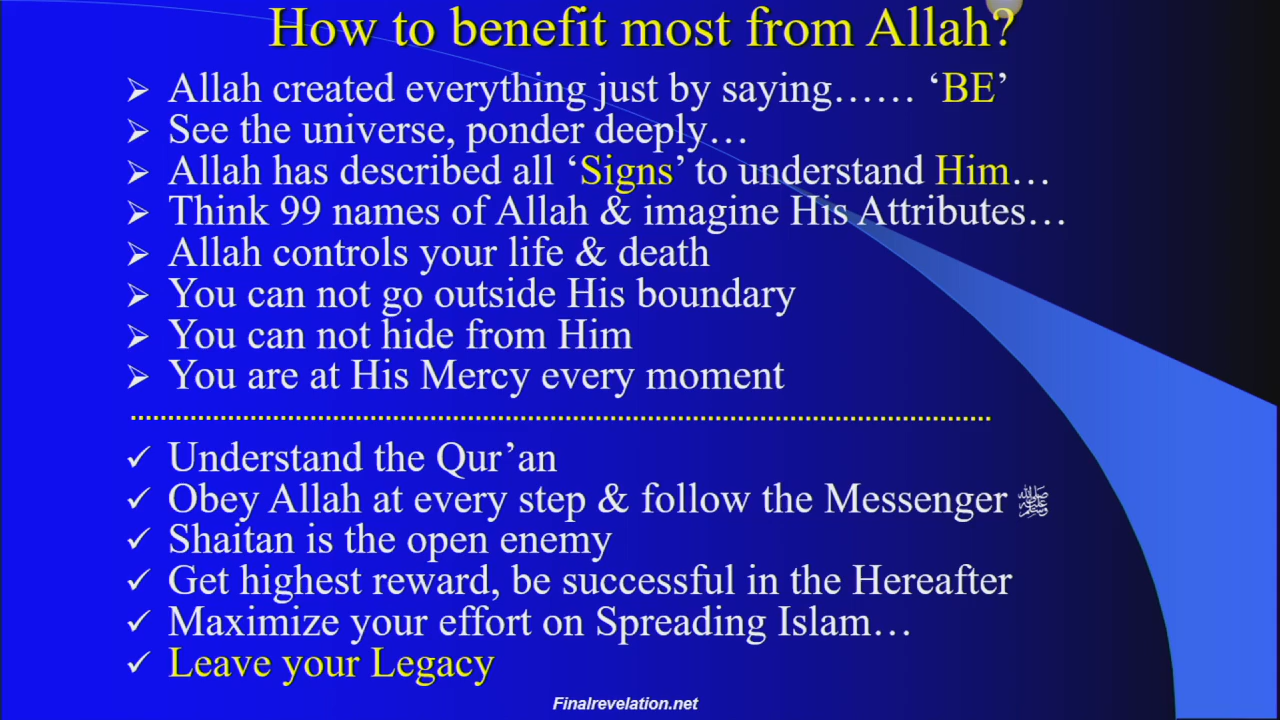 How to benefit most from Allah?
➢ Allah created everything just by saying…… ‘BE’
➢ See the universe, ponder deeply…
➢ Allah has described all ‘Signs’ to understand Him…
➢ Think 99 names of Allah & imagine His Attributes…
➢ Allah controls your life & death
➢ You can not go outside His boundary
➢ You can not hide from Him
➢ You are at His Mercy every moment
✓ Understand the Qur’an
✓ Obey Allah at every step & follow the Messenger ﷺ
✓ Shaitan is the open enemy
✓ Get highest reward, be successful in the Hereafter
✓ Maximize your effort on Spreading Islam…
✓ Leave your Legacy
Finalrevelation.net